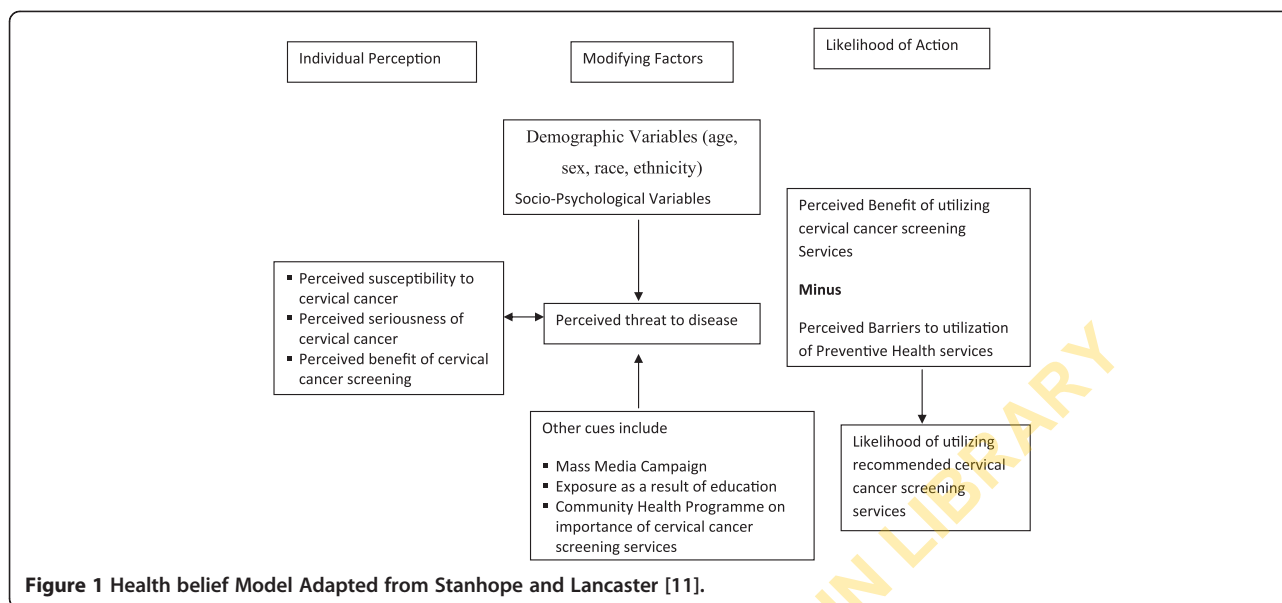 Individual Perception
Modifying Factors
Likelihood of Action
Demographic Variables (age,
sex, race, ethnicity)
Socio-Psychological Variables
Perceived Benefit of utilizing
cervical cancer screening
Services
Minus
Perceived Barriers to utilization
of Preventive Health services
▪ Perceived susceptibility to
cervical cancer
▪ Perceived seriousness of
cervical cancer
▪ Perceived benefit of cervical
cancer screening
Perceived threat to disease
Other cues include
▪ Mass Media Campaign
▪ Exposure as a result of education
▪ Community Health Programme on
importance of cervical cancer
screening services
Likelihood of utilizing
recommended cervical
cancer screening
services
Figure 1 Health belief Model Adapted from Stanhope and Lancaster [11].
IN LIBRARY